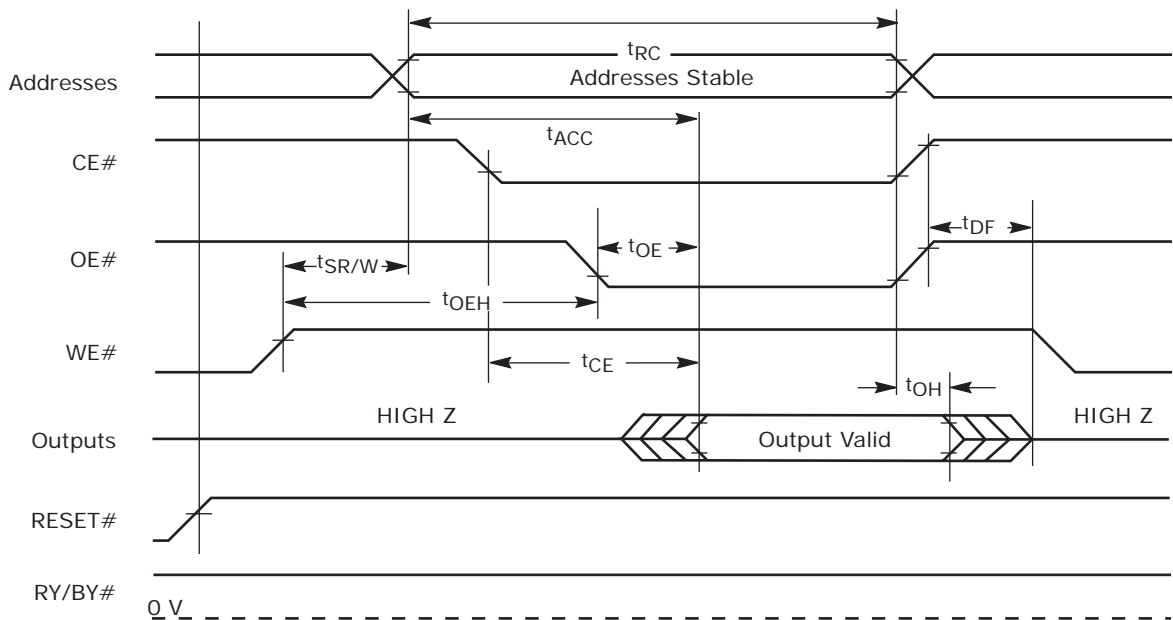 tRC
Addresses
Addresses Stable
tACC
CE#
tDF
tOE
OE#
tSR/W
tOEH
WE#
tCE
tOH
HIGH Z
HIGH Z
Outputs
Output Valid
RESET#
RY/BY#
0 V